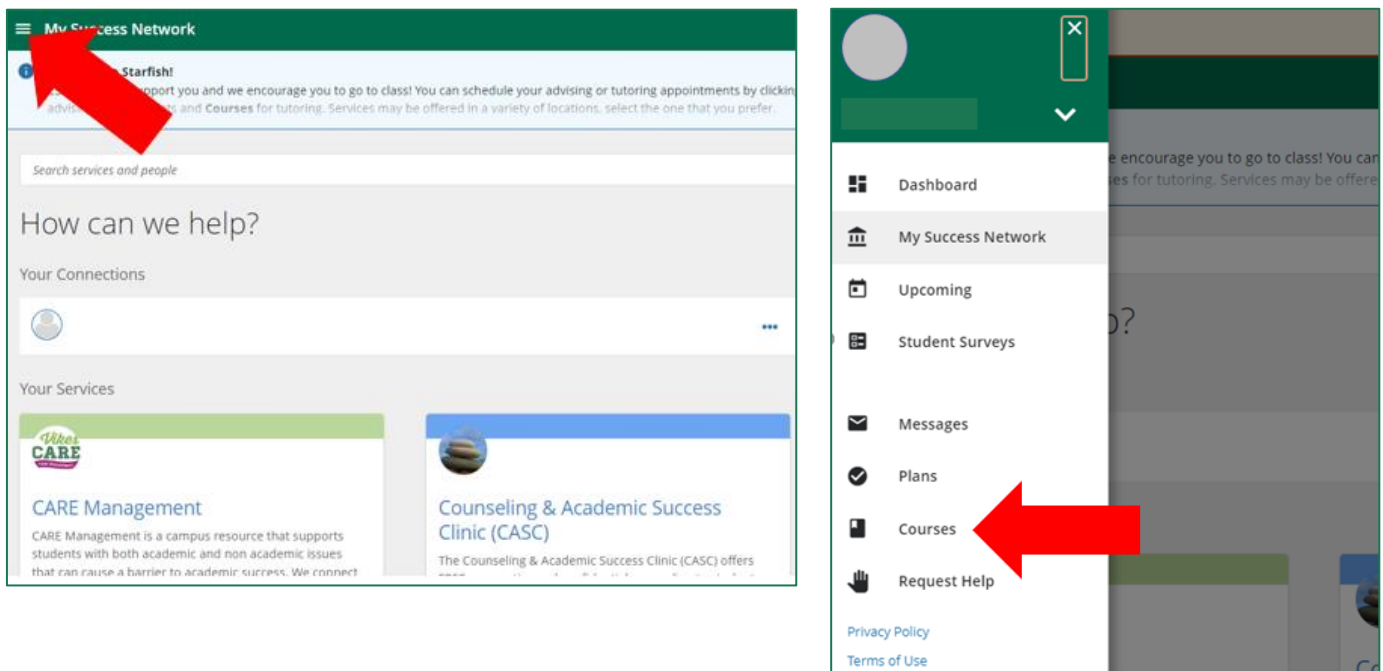 My Success Network
Starfish!
port you and we encourage you to go to class! You can schedule your advising or tutoring appointments by clicking
and Courses for tutoring. Services may be offered in a variety of locations, select the one that you prefer.
Search services and people
How can we help?
Your Connections
Your Services
Vikes
CARE
CARE Management
CARE Management is a campus resource that supports
students with both academic and non academic issues
that can cause a barrier to academic success. We connect
Counseling & Academic Success
Clinic (CASC)
The Counseling & Academic Success Clinic (CASC) offers
Dashboard
My Success Network
Upcoming
Student Surveys
Messages
Plans
Courses
Request Help
Privacy Policy
Terms of Use
e encourage you to go to class! You can
ses for tutoring. Services may be offere
p?
Co